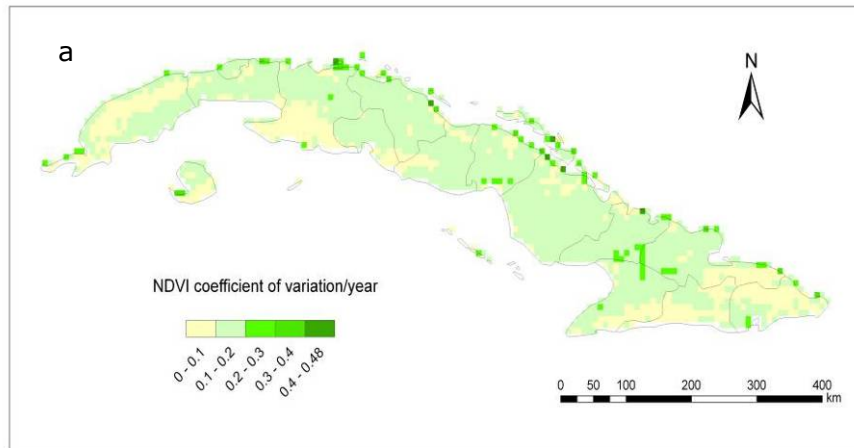 a
N
NDVI coefficient of variation/year
0 - 0.1
0.1 - 0.2
0.2 - 0.3
0.3 - 0.4
0.4 - 0.48
0 50 100 200 300 400
km